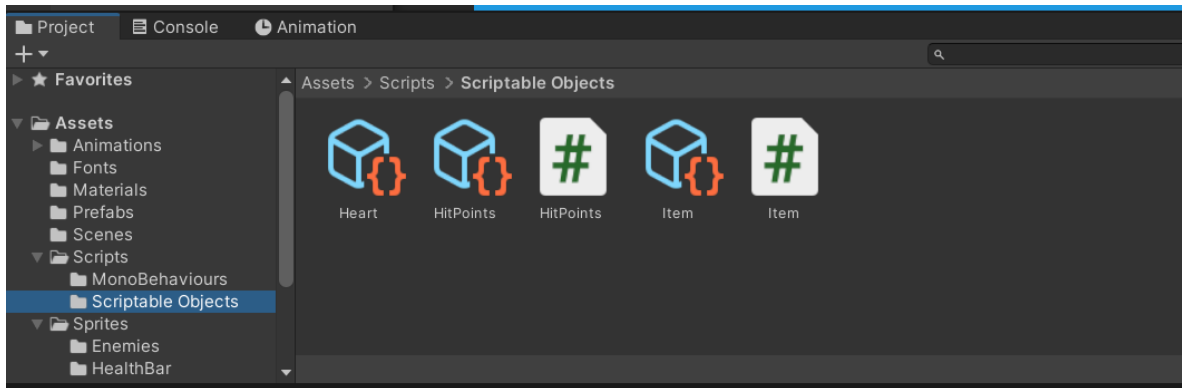 Project Console Animation
Favorites
Assets > Scripts > Scriptable Objects
Assets
Animations
Fonts
Materials
Prefabs
Scenes
Scripts
MonoBehaviours
Scriptable Objects
Sprites
Enemies
HealthBar
Heart HitPoints HitPoints Item Item